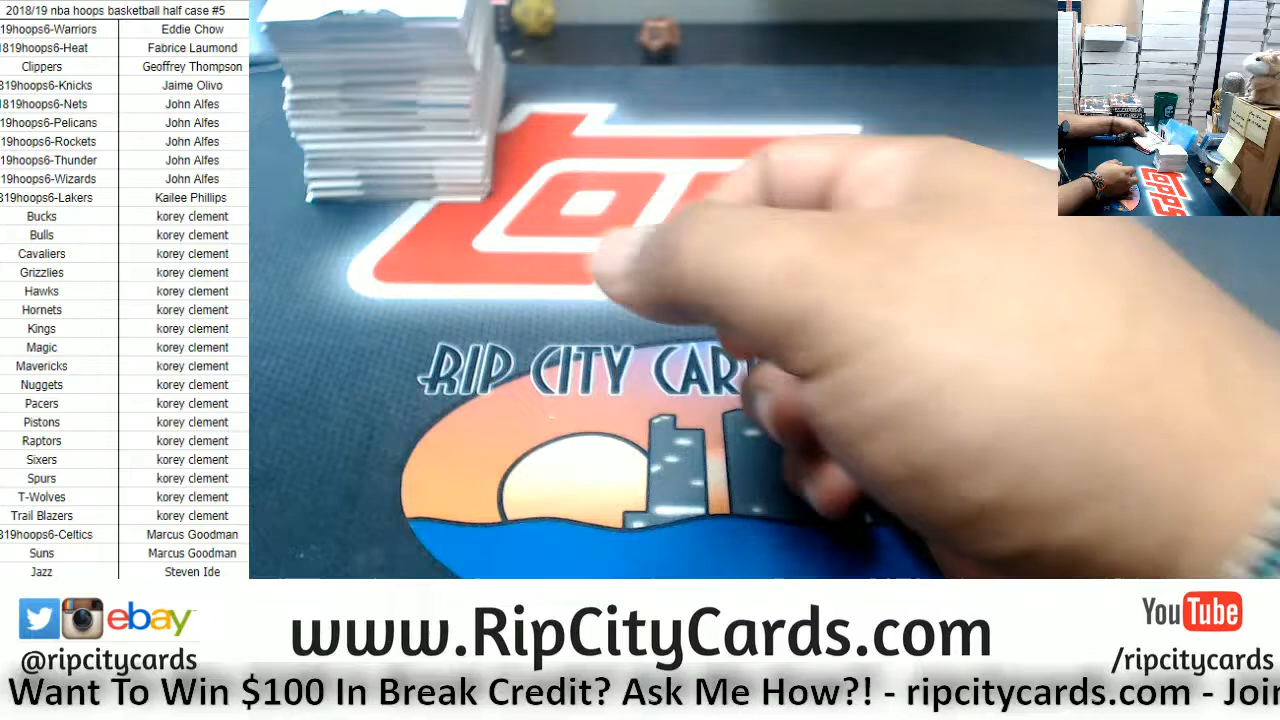 2018/19 nba hoops basketball half case #5
19hoops6-Warriors Eddie Chow
1819hoops6-Heat Fabrice Laumond
Clippers Geoffrey Thompson
819hoops6-Knicks Jaime Olivo
1819hoops6-Nets John Alfes
819hoops6-Pelicans John Alfes
19hoops6-Rockets John Alfes
19hoops6-Thunder John Alfes
19hoops6-Wizards John Alfes
819hoops6-Lakers Kailee Phillips
Bucks korey clement
Bulls korey clement
Cavaliers korey clement
Grizzlies korey clement
Hawks korey clement
Hornets korey clement
Kings korey clement
Magic korey clement
Mavericks korey clement
Nuggets korey clement
Pacers korey clement
Pistons korey clement
Raptors korey clement
Sixers korey clement
Spurs korey clement
T-Wolves korey clement
Trail Blazers korey clement
819hoops6-Celtics Marcus Goodman
Suns Marcus Goodman
Jazz Steven Ide
RIP CITY CAR
ebay
@ripcitycards
www.RipCityCards.com
YouTube
/ripcitycards
Want To Win $100 In Break Credit? Ask Me How?! - ripcitycards.com - Join